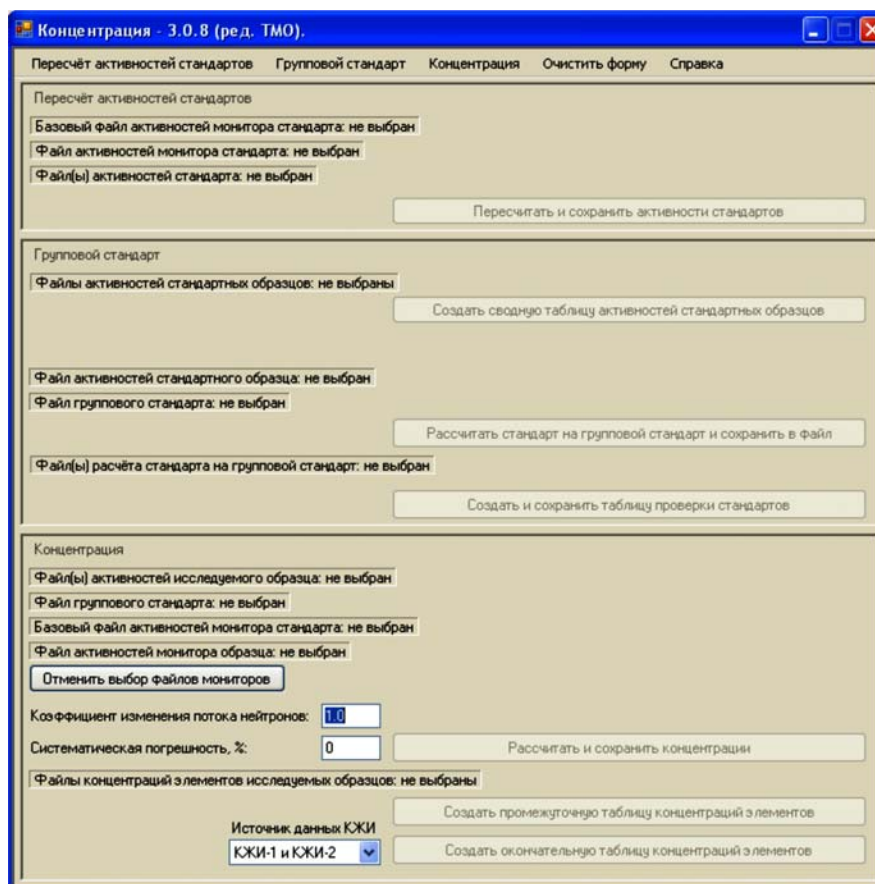 Концентрация - 3.0.8 (ред. ТМО).
Пересчёт активностей стандартов Групповой стандарт Концентрация Очистить форму Справка
Пересчёт активностей стандартов
Базовый файл активностей монитора стандарта: не выбран
Файл активностей монитора стандарта: не выбран
Файл(ы) активностей стандарта: не выбран
Пересчитать и сохранить активности стандартов
Групповой стандарт
Файлы активностей стандартных образцов: не выбраны
Создать сводную таблицу активностей стандартных образцов
Файл активностей стандартного образца: не выбран
Файл группового стандарта: не выбран
Рассчитать стандарт на групповой стандарт и сохранить в файл
Файл(ы) расчёта стандарта на групповой стандарт: не выбран
Создать и сохранить таблицу проверки стандартов
Концентрация
Файл(ы) активностей исследуемого образца: не выбран
Файл группового стандарта: не выбран
Базовый файл активностей монитора стандарта: не выбран
Файл активностей монитора образца: не выбран
Отменить выбор файлов мониторов
Коэффициент изменения потока нейтронов: 1.0
Систематическая погрешность, %: 0 Рассчитать и сохранить концентрации
Файлы концентраций элементов исследуемых образцов: не выбраны
Создать промежуточную таблицу концентраций элементов
Источник данных КЖИ
КЖИ-1 и КЖИ-2 Создать окончательную таблицу концентраций элементов